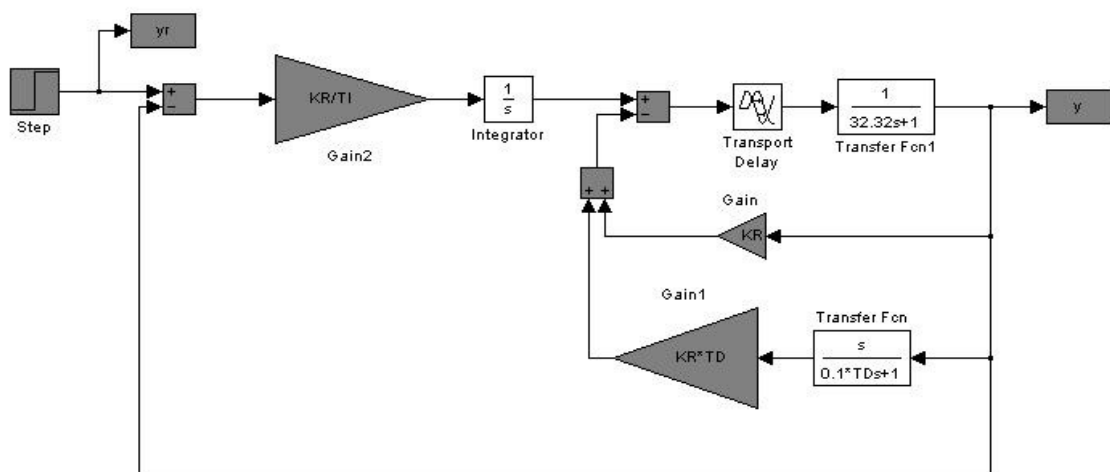 yr
Step
+
−
KR/TI
Gain2
1
s
Integrator
+
−
Transport
Delay
1
32.32s+1
Transfer Fcn1
y
+ +
Gain
KR
Gain1
KR*TD
Transfer Fcn
s
0.1*TDs+1